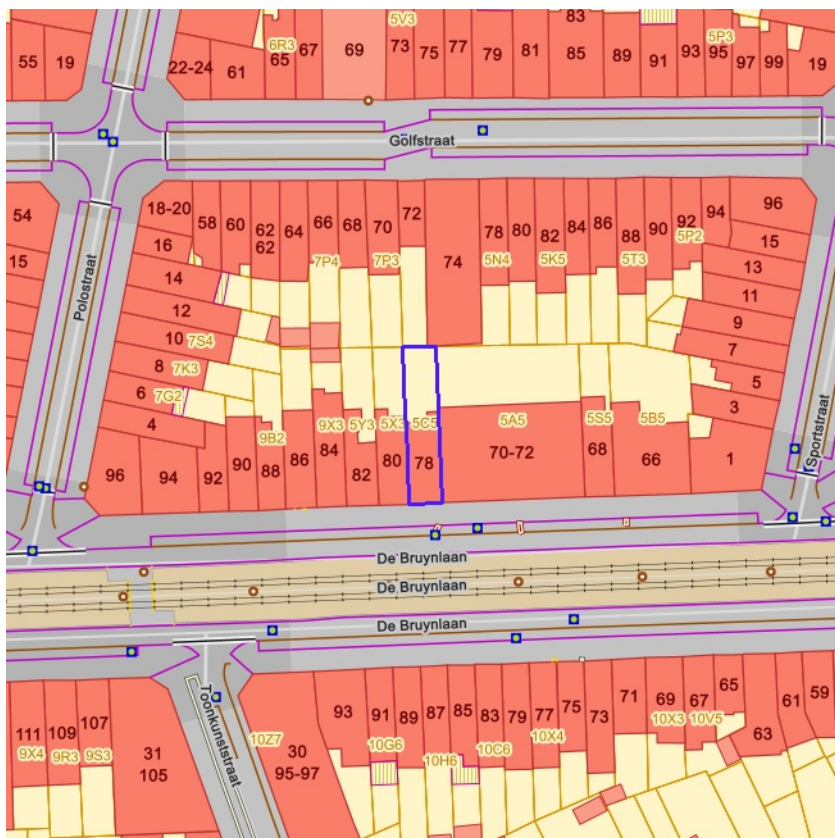 5V3
83
55 19 22-24 61 6R3 65 67 69 73 75 77 79 81 85 89 91 93 5P3 95 97 99 19
Golfstraat
54
15
Polostraat
18-20 58 60 62 62 64 66 68 70 72 74 78 80 82 84 86 88 90 92 94 96
7P4 7P3 5N4 5K5 5T3 5P2
16 15
14 13
12 11
10 7S4 9
8 7K3 7
6 7G2 5
4 3
9B2 9X3 5Y3 5X3 5C5 5A5 5S5 5B5
96 94 92 90 88 86 84 82 80 78 70-72 68 66 1
Sportstraat
De Bruynlaan
De Bruynlaan
De Bruynlaan
Toonkunststraat
111 109 107 31 105
9X4 9R3 9S3
10Z7 30 95-97
93 91 89 87 85 83 79 77 75 73 71 69 67 65 63 61 59
10G6 10H6 10C6 10X4 10X3 10V5